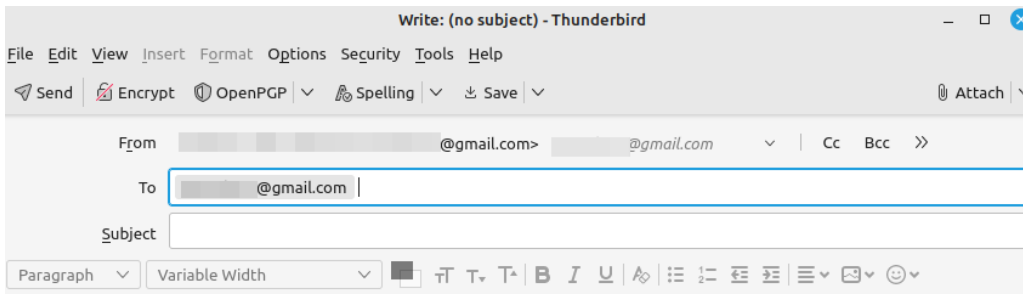 Write: (no subject) - Thunderbird
File Edit View Insert Format Options Security Tools Help
Send Encrypt OpenPGP Spelling Save Attach
From @gmail.com> @gmail.com Cc Bcc
To @gmail.com
Subject
Paragraph Variable Width B I U